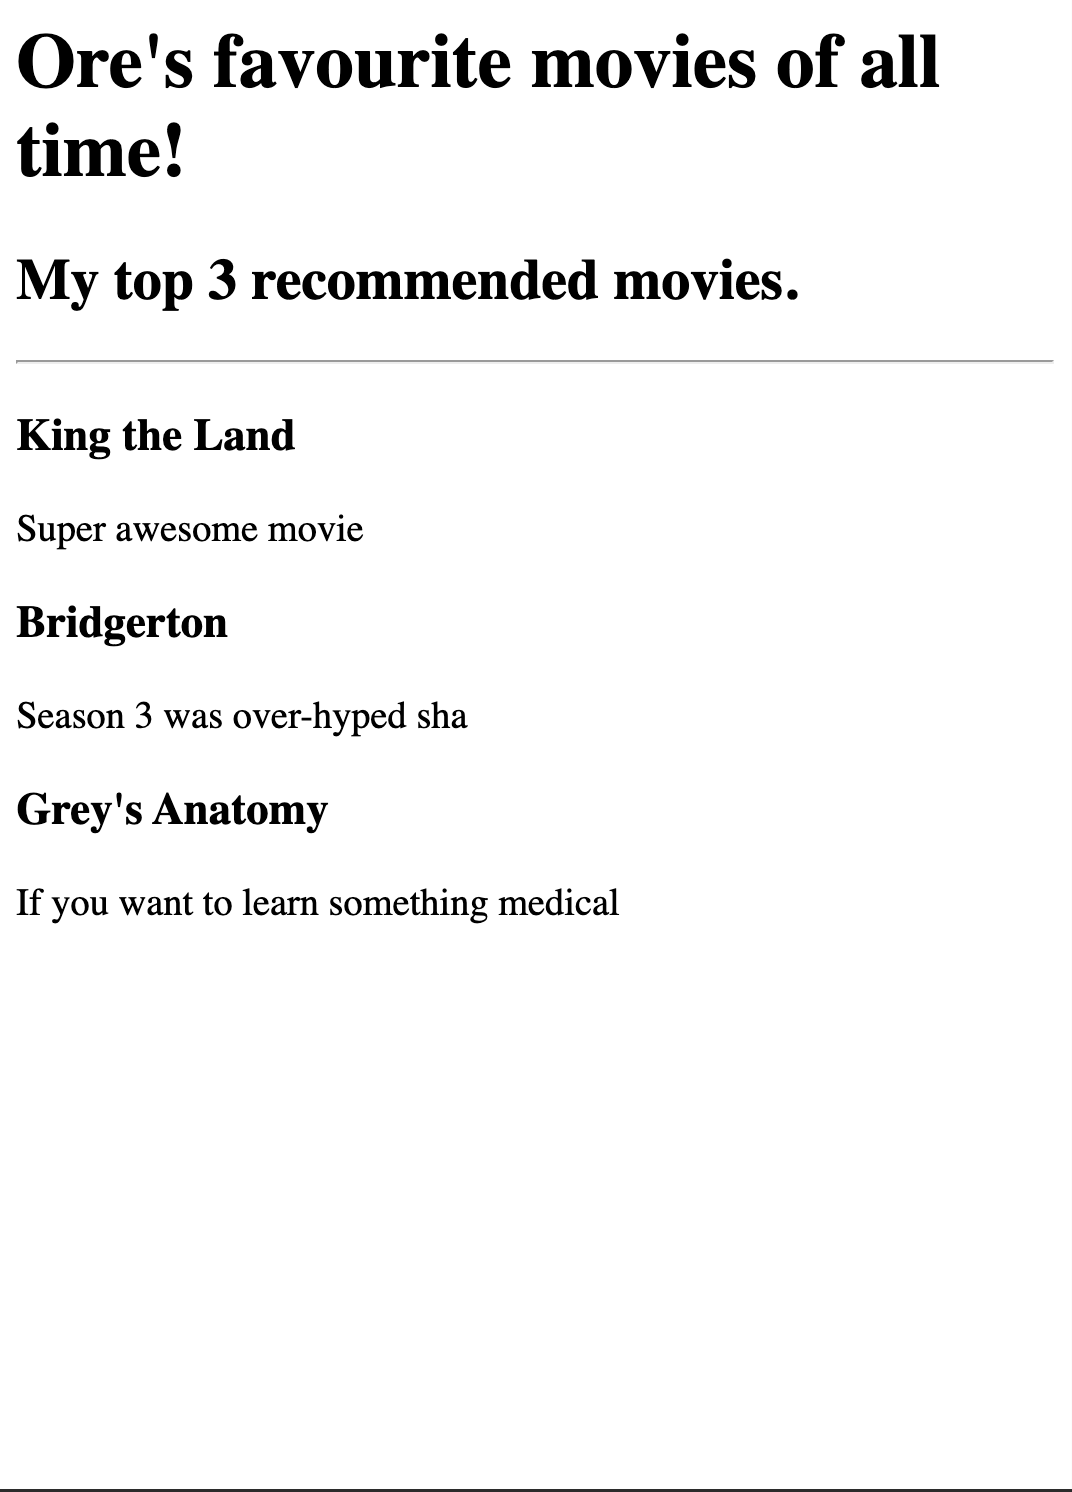 Ore's favourite movies of all
time!
My top 3 recommended movies.
King the Land
Super awesome movie
Bridgerton
Season 3 was over-hyped sha
Grey's Anatomy
If you want to learn something medical